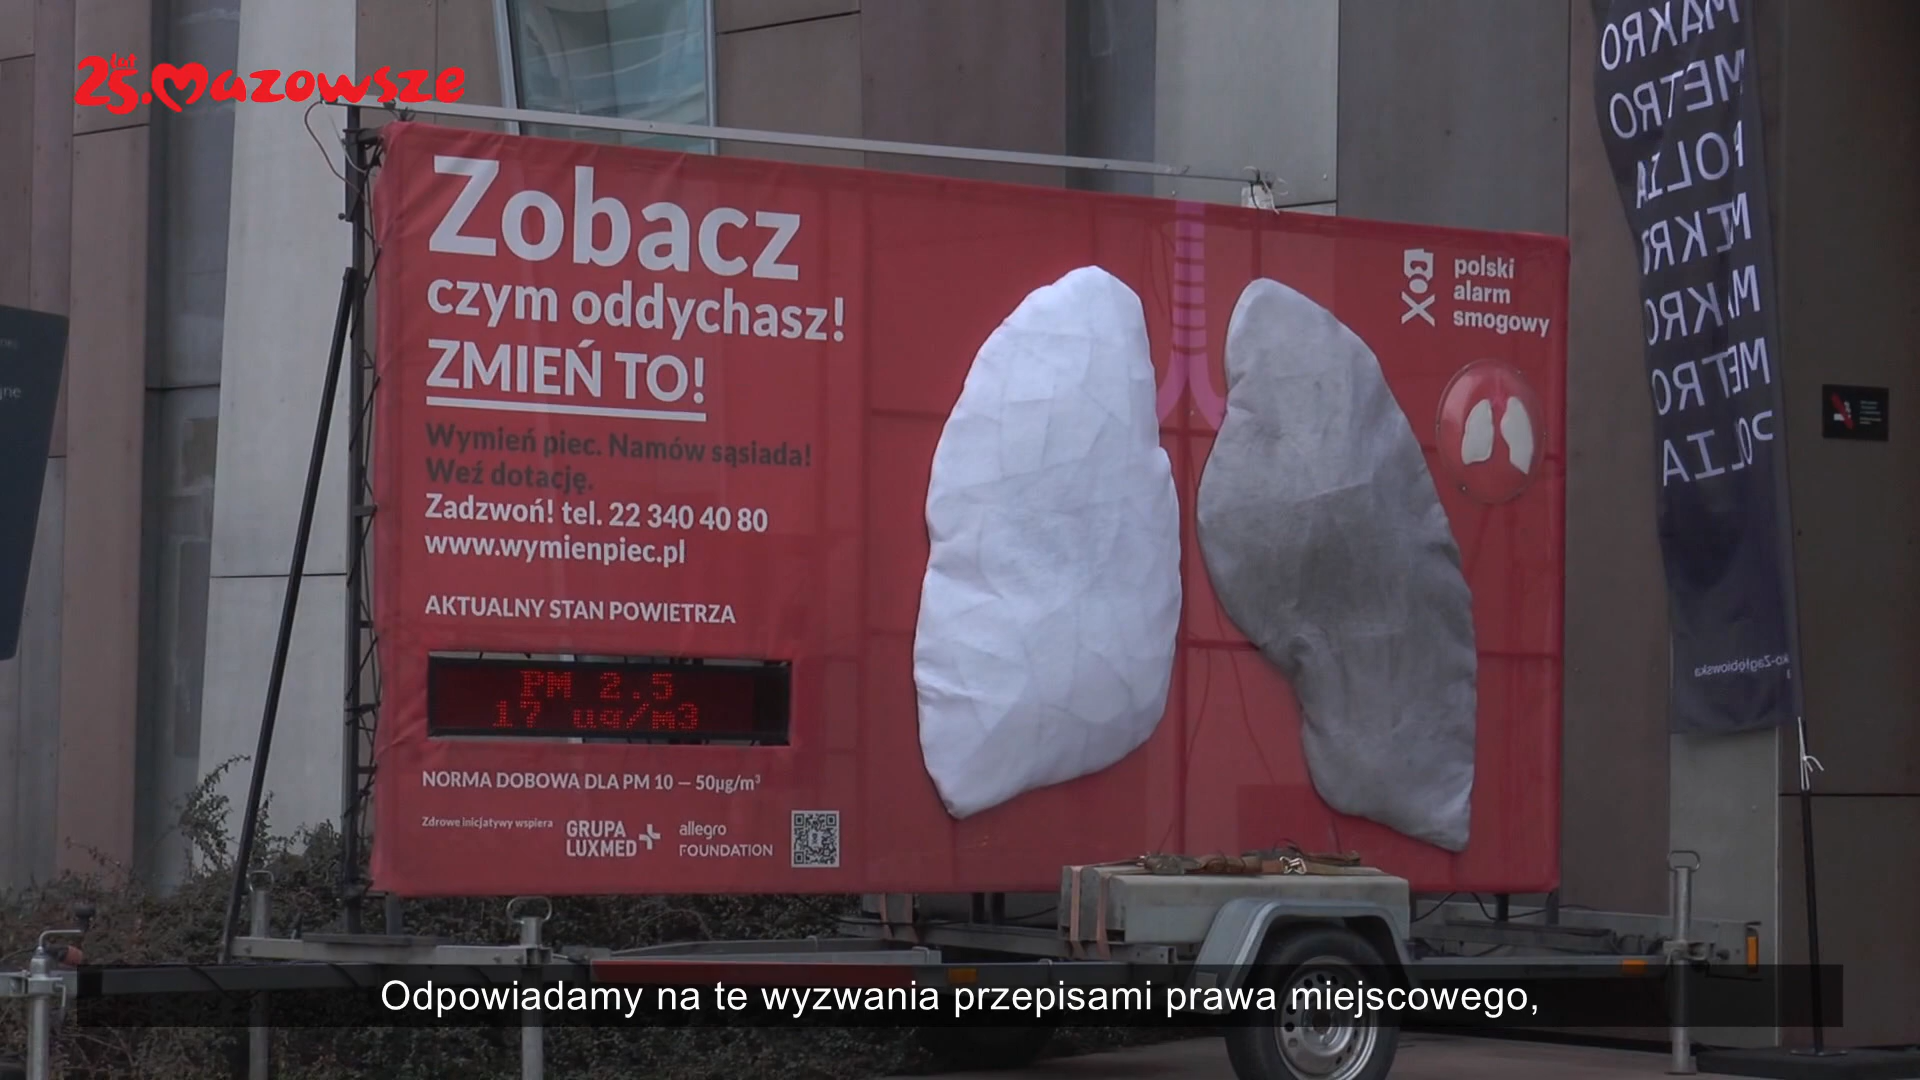 25 lat Mazowsze
Zobacz
czym oddychasz!
ZMIEŃ TO!
Wymień piec. Namów sąsiada!
Weź dotację.
Zadzwoń! tel. 22 340 40 80
www.wymienpiec.pl
AKTUALNY STAN POWIETRZA
PM 2.5
17 ug/m3
NORMA DOBOWA DLA PM 10 – 50µg/m³
Zdrowe inicjatywy wspiera
GRUPA
LUXMED
allegro
FOUNDATION
polski
alarm
smogowy
MAKRO
METRO
POLIA
MIKRO
MAKRO
METRO
POLIA
ko-Zagłębiowska
Odpowiadamy na te wyzwania przepisami prawa miejscowego,